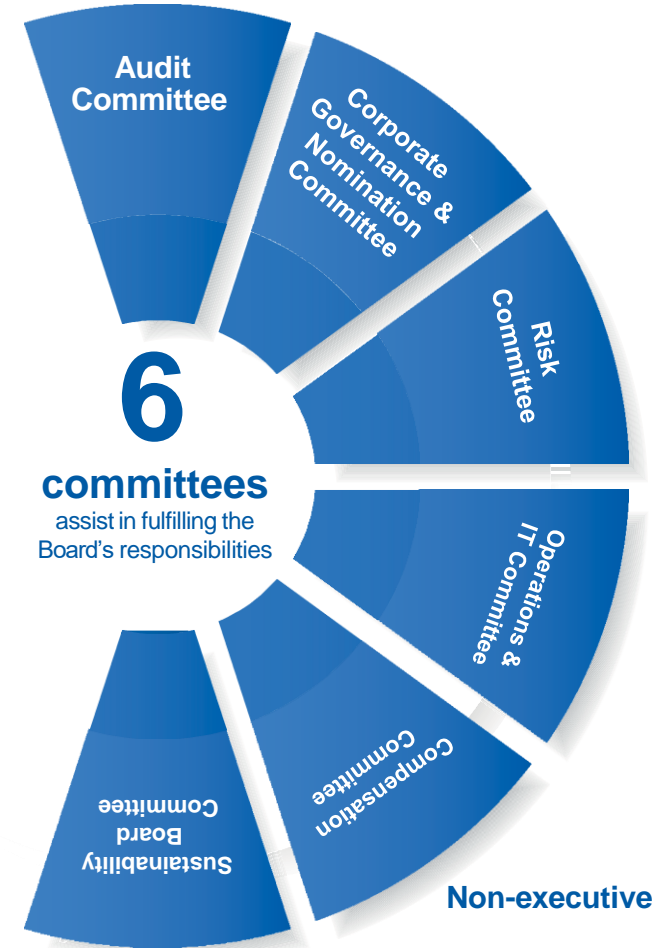 Audit
Committee
Corporate
Governance &
Nomination
Committee
Risk
Committee
6
committees
assist in fulfilling the
Board’s responsibilities
Operations &
IT Committee
Compensation
Committee
Sustainability
Board
Committee
Non-executive